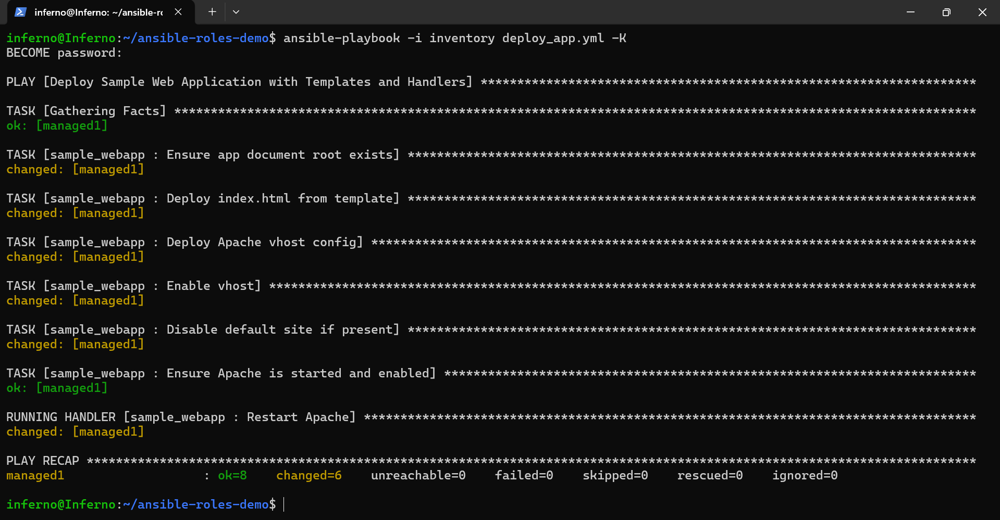 inferno@Inferno: ~/ansible-ro
inferno@Inferno:~/ansible-roles-demo$ ansible-playbook -i inventory deploy_app.yml -K
BECOME password:
PLAY [Deploy Sample Web Application with Templates and Handlers] ********************************************************************
TASK [Gathering Facts] **************************************************************************************************************
ok: [managed1]
TASK [sample_webapp : Ensure app document root exists] ******************************************************************************
changed: [managed1]
TASK [sample_webapp : Deploy index.html from template] ******************************************************************************
changed: [managed1]
TASK [sample_webapp : Deploy Apache vhost config] ***********************************************************************************
changed: [managed1]
TASK [sample_webapp : Enable vhost] *************************************************************************************************
changed: [managed1]
TASK [sample_webapp : Disable default site if present] ******************************************************************************
changed: [managed1]
TASK [sample_webapp : Ensure Apache is started and enabled] *************************************************************************
ok: [managed1]
RUNNING HANDLER [sample_webapp : Restart Apache] ************************************************************************************
changed: [managed1]
PLAY RECAP **************************************************************************************************************************
managed1                   : ok=8    changed=6    unreachable=0    failed=0    skipped=0    rescued=0    ignored=0
inferno@Inferno:~/ansible-roles-demo$